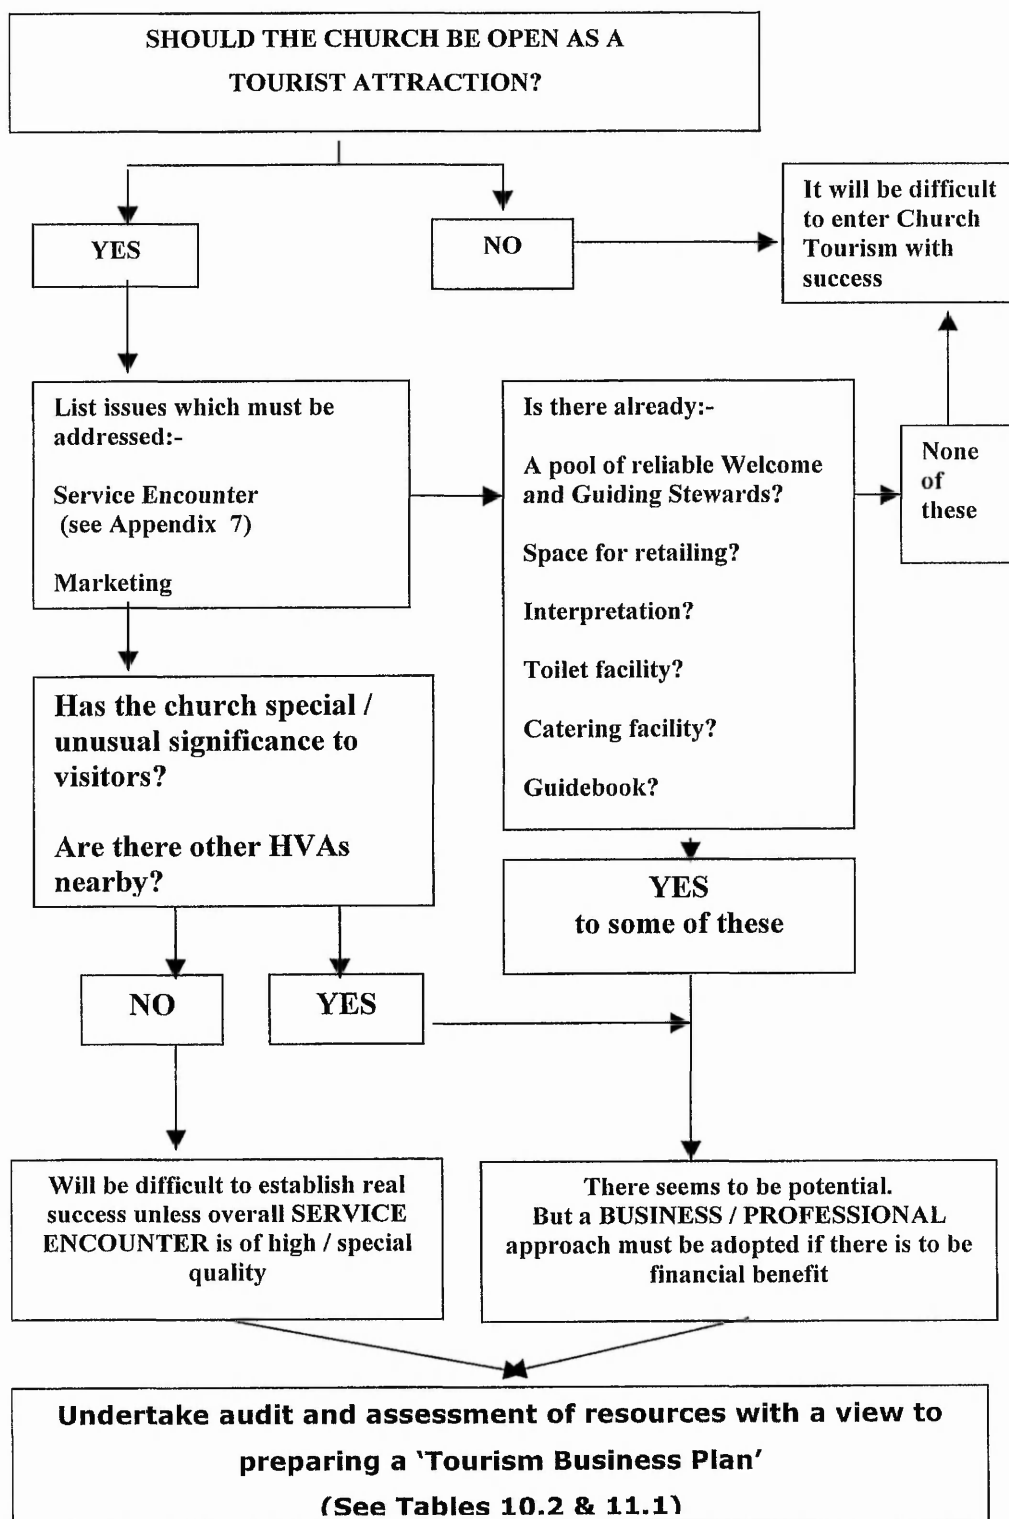 SHOULD THE CHURCH BE OPEN AS A
TOURIST ATTRACTION?
YES
NO
It will be difficult
to enter Church
Tourism with
success
List issues which must be
addressed:-
Service Encounter
(see Appendix 7)
Marketing
Is there already:-
A pool of reliable Welcome
and Guiding Stewards?
Space for retailing?
Interpretation?
Toilet facility?
Catering facility?
Guidebook?
None
of
these
Has the church special /
unusual significance to
visitors?
Are there other HVAs
nearby?
YES
to some of these
NO
YES
Will be difficult to establish real
success unless overall SERVICE
ENCOUNTER is of high / special
quality
There seems to be potential.
But a BUSINESS / PROFESSIONAL
approach must be adopted if there is to be
financial benefit
Undertake audit and assessment of resources with a view to
preparing a ‘Tourism Business Plan’
(See Tables 10.2 & 11.1)